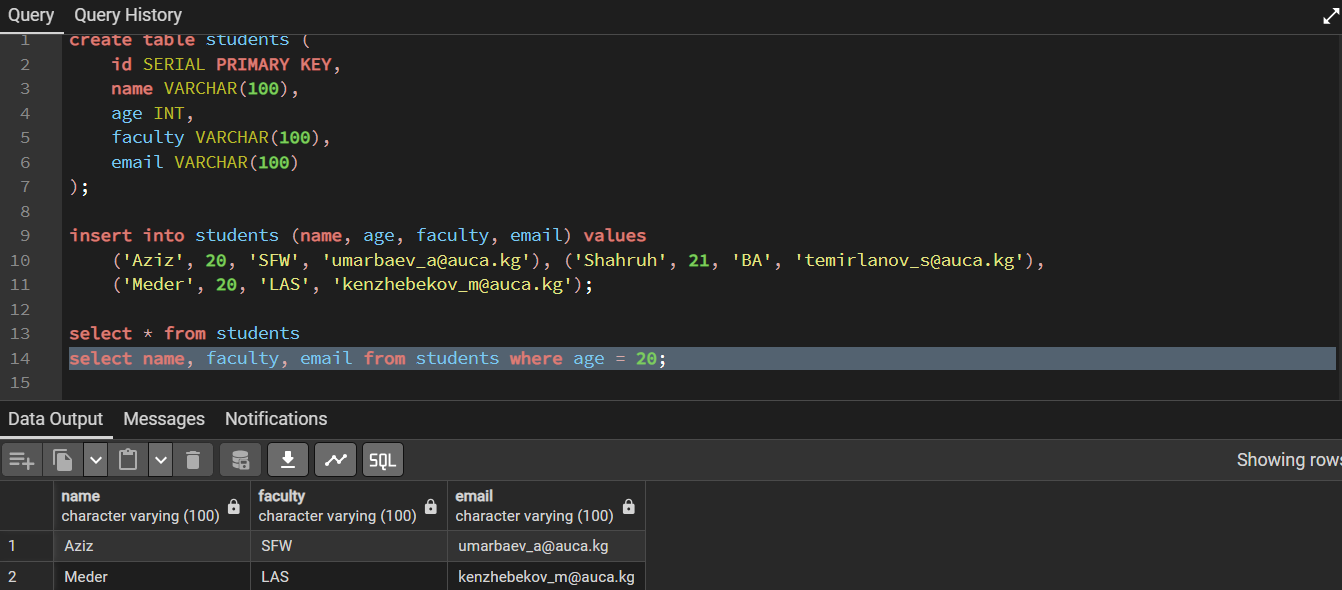 Query Query History
1 create table students (
2 id SERIAL PRIMARY KEY,
3 name VARCHAR(100),
4 age INT,
5 faculty VARCHAR(100),
6 email VARCHAR(100)
7 );
8
9 insert into students (name, age, faculty, email) values
10 ('Aziz', 20, 'SFW', 'umarbaev_a@auca.kg'), ('Shahruh', 21, 'BA', 'temirlanov_s@auca.kg'),
11 ('Meder', 20, 'LAS', 'kenzhebekov_m@auca.kg');
12
13 select * from students
14 select name, faculty, email from students where age = 20;
15
Data Output Messages Notifications
SQL Showing rows
name faculty email
character varying (100) character varying (100) character varying (100)
1 Aziz SFW umarbaev_a@auca.kg
2 Meder LAS kenzhebekov_m@auca.kg